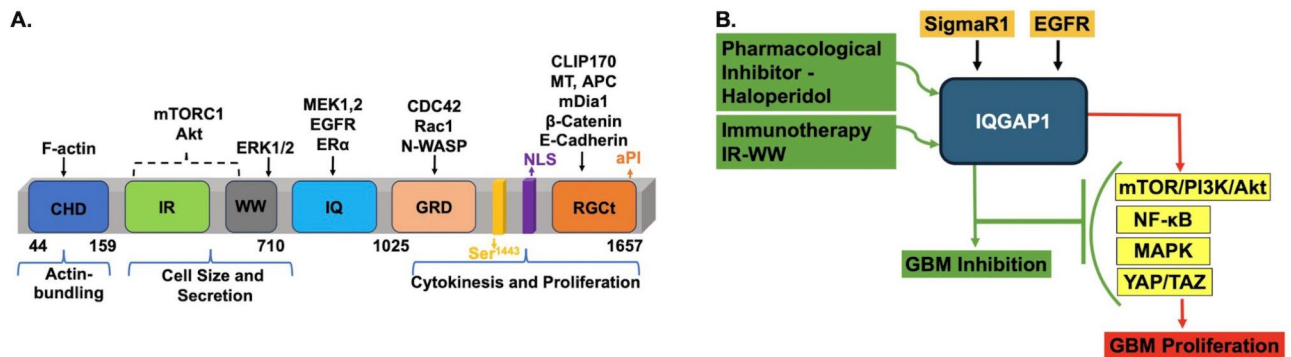 A.
mTORC1
Akt
F-actin
ERK1/2
MEK1,2
EGFR
ERα
CDC42
Rac1
N-WASP
CLIP170
MT, APC
mDia1
β-Catenin
E-Cadherin
NLS
aPI
CHD
IR
WW
IQ
GRD
RGCt
44
159
710
1025
Ser1443
1657
Actin-
bundling
Cell Size and
Secretion
Cytokinesis and Proliferation
B.
SigmaR1
EGFR
Pharmacological
Inhibitor -
Haloperidol
Immunotherapy
IR-WW
IQGAP1
mTOR/PI3K/Akt
NF-κB
MAPK
YAP/TAZ
GBM Inhibition
GBM Proliferation